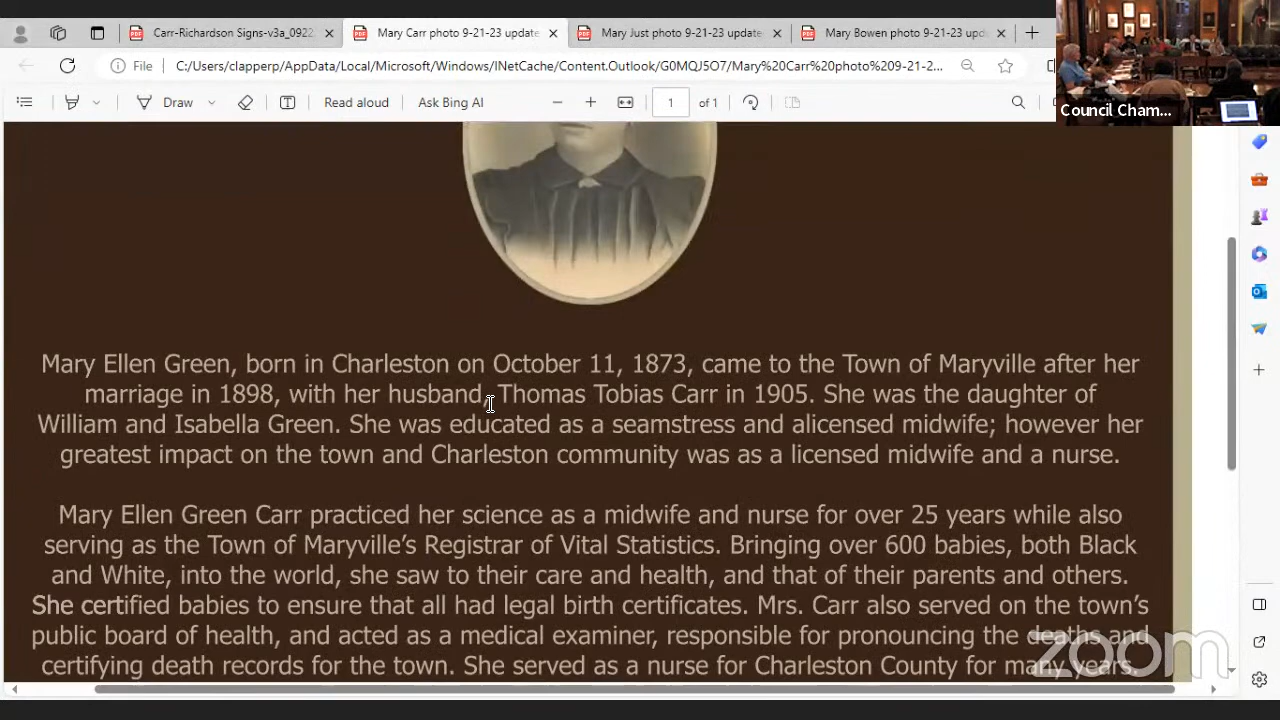 Carr-Richardson Signs-v3a_0922
Mary Carr photo 9-21-23 update
Mary Just photo 9-21-23 update
Mary Bowen photo 9-21-23 upd
File
C:/Users/clapperp/AppData/Local/Microsoft/Windows/INetCache/Content.Outlook/G0MQJ5O7/Mary%20Carr%20photo%209-21-2...
Draw
Read aloud
Ask Bing AI
1
of 1
Council Cham...
Mary Ellen Green, born in Charleston on October 11, 1873, came to the Town of Maryville after her
marriage in 1898, with her husband, Thomas Tobias Carr in 1905. She was the daughter of
William and Isabella Green. She was educated as a seamstress and alicensed midwife; however her
greatest impact on the town and Charleston community was as a licensed midwife and a nurse.
Mary Ellen Green Carr practiced her science as a midwife and nurse for over 25 years while also
serving as the Town of Maryville's Registrar of Vital Statistics. Bringing over 600 babies, both Black
and White, into the world, she saw to their care and health, and that of their parents and others.
She certified babies to ensure that all had legal birth certificates. Mrs. Carr also served on the town's
public board of health, and acted as a medical examiner, responsible for pronouncing the deaths and
certifying death records for the town. She served as a nurse for Charleston County for many years.
zoom